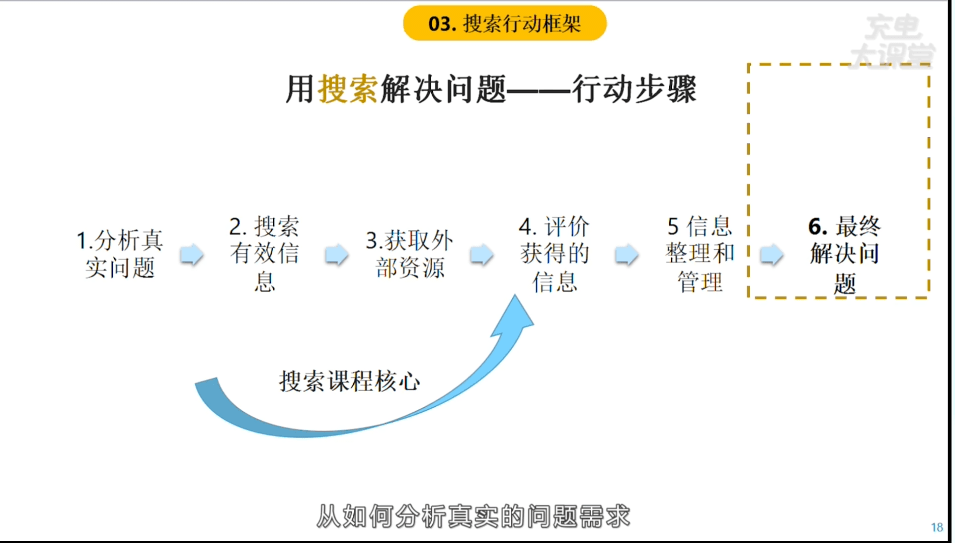 03. 搜索行动框架
充电
大课堂
用搜索解决问题——行动步骤
1.分析真
实问题
2. 搜索
有效信
息
3.获取外
部资源
4. 评价
获得的
信息
5 信息
整理和
管理
6. 最终
解决问
题
搜索课程核心
从如何分析真实的问题需求
18